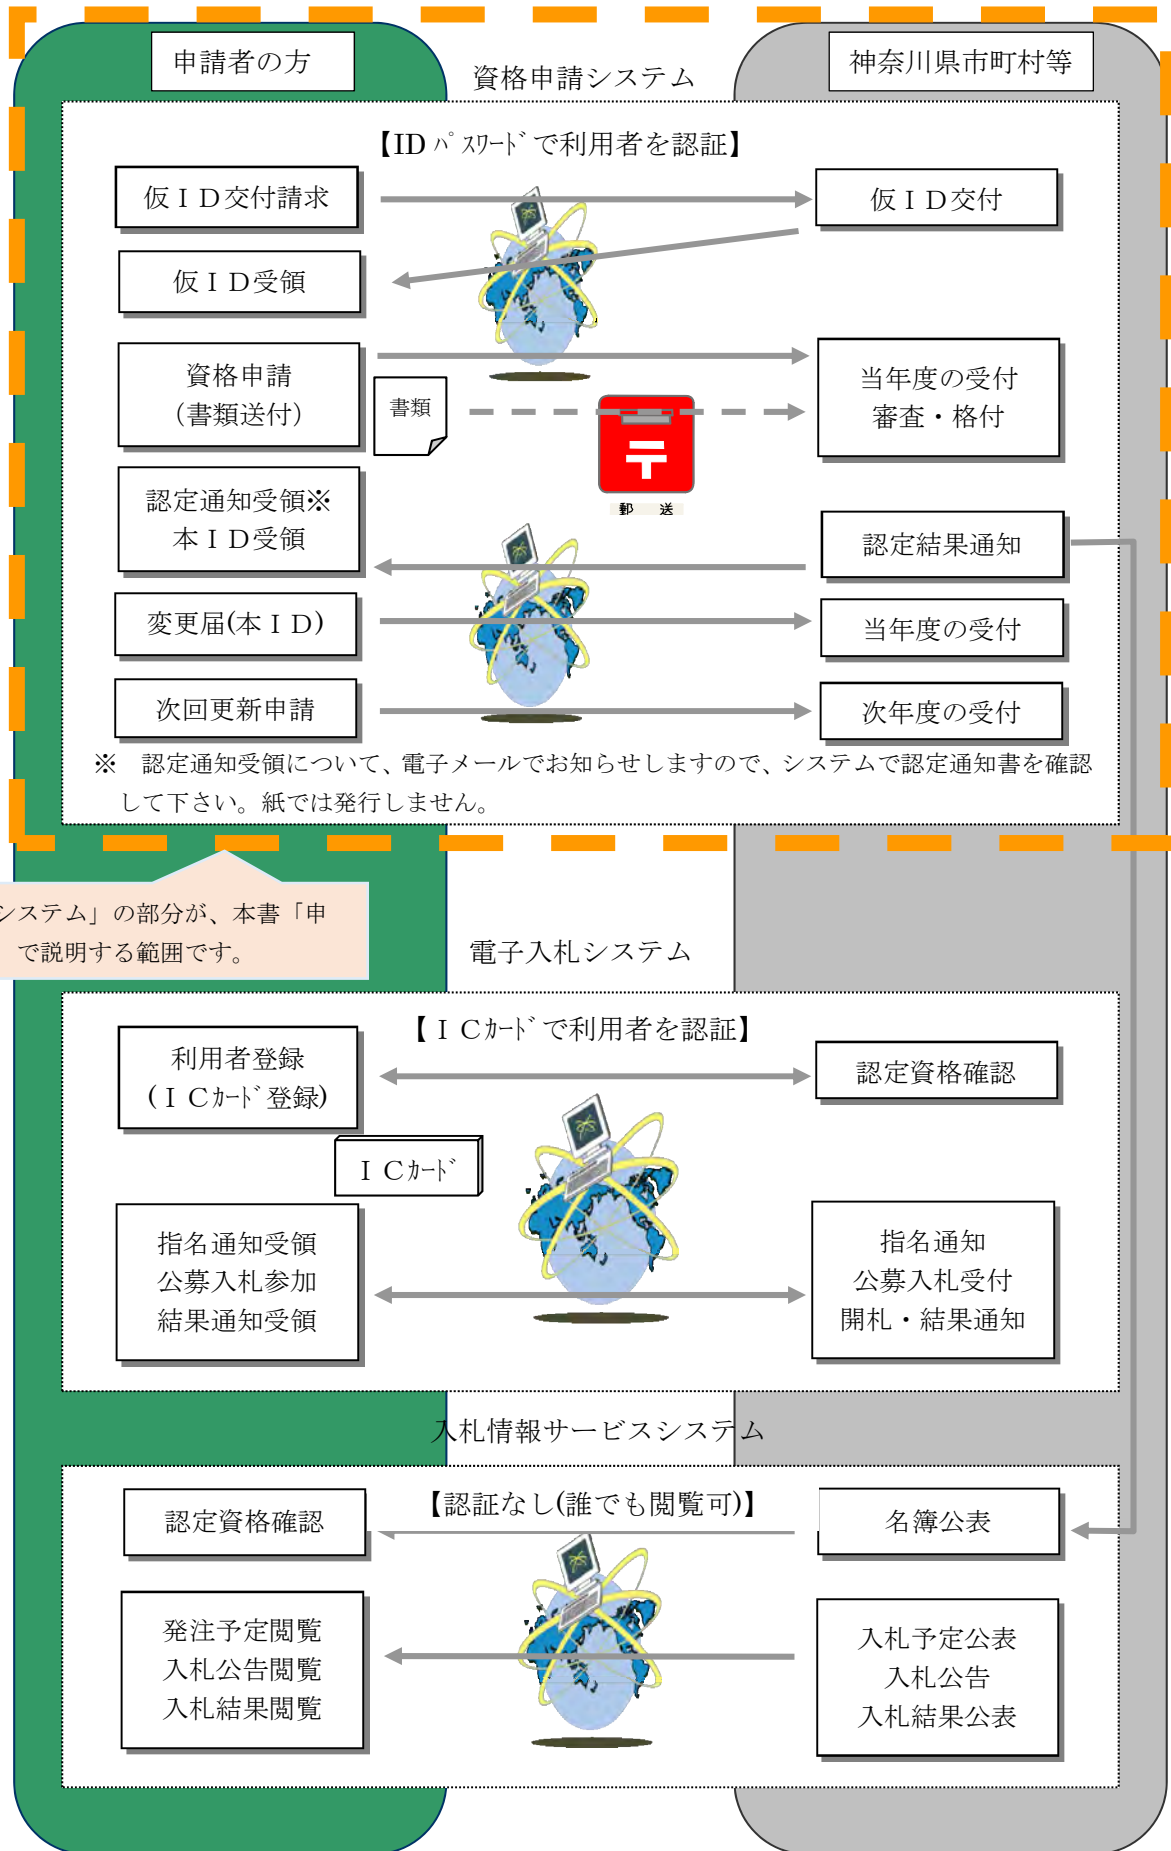 申請者の方
神奈川県市町村等
資格申請システム
【IDパスワードで利用者を認証】
仮ＩＤ交付請求
仮ＩＤ交付
仮ＩＤ受領
資格申請
（書類送付）
書類
当年度の受付
審査・格付
〒
郵　送
認定通知受領※
本ＩＤ受領
認定結果通知
変更届(本ＩＤ)
当年度の受付
次回更新申請
次年度の受付
※　認定通知受領について、電子メールでお知らせしますので、システムで認定通知書を確認
して下さい。紙では発行しません。
システム」の部分が、本書「申
で説明する範囲です。
電子入札システム
【ＩＣカードで利用者を認証】
利用者登録
(ＩＣカード登録)
認定資格確認
ＩＣカード
指名通知受領
公募入札参加
結果通知受領
指名通知
公募入札受付
開札・結果通知
入札情報サービスシステム
【認証なし(誰でも閲覧可)】
認定資格確認
名簿公表
発注予定閲覧
入札公告閲覧
入札結果閲覧
入札予定公表
入札公告
入札結果公表